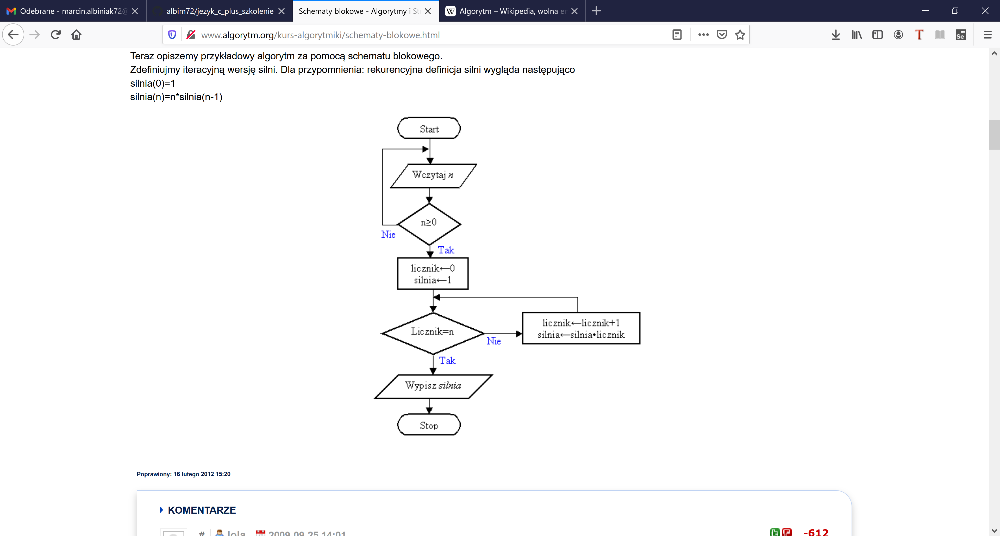 Odebrane - marcin.albiniak72@
albim72/jezyk_c_plus_szkolenie
Schematy blokowe - Algorytmy i St
W Algorytm – Wikipedia, wolna en
www.algorytm.org/kurs-algorytmiki/schematy-blokowe.html
T
Se
Teraz opiszemy przykładowy algorytm za pomocą schematu blokowego.
Zdefiniujmy iteracyjną wersję silni. Dla przypomnienia: rekurencyjna definicja silni wygląda następująco
silnia(0)=1
silnia(n)=n*silnia(n-1)
Start
Wczytaj n
n≥0
Nie
Tak
licznik←0
silnia←1
Licznik=n
Nie
licznik←licznik+1
silnia←silnia•licznik
Tak
Wypisz silnia
Stop
Poprawiony: 16 lutego 2012 15:20
KOMENTARZE
# lola 2009-09-25 14:01
-612